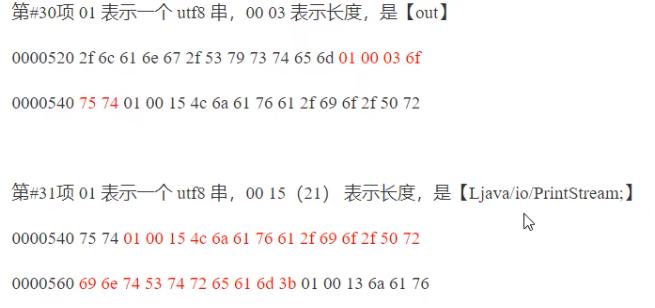 第#30项 01 表示一个 utf8 串，00 03 表示长度，是【out】
0000520 2f 6c 61 6e 67 2f 53 79 73 74 65 6d 01 00 03 6f
0000540 75 74 01 00 15 4c 6a 61 76 61 2f 69 6f 2f 50 72
第#31项 01 表示一个 utf8 串，00 15（21） 表示长度，是【Ljava/io/PrintStream;】
0000540 75 74 01 00 15 4c 6a 61 76 61 2f 69 6f 2f 50 72
0000560 69 6e 74 53 74 72 65 61 6d 3b 01 00 13 6a 61 76